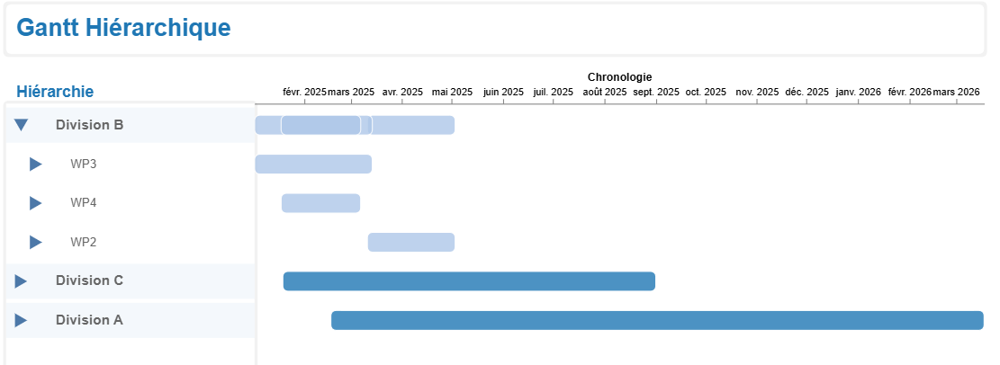 Gantt Hiérarchique
Chronologie
Hiérarchie
févr. 2025 mars 2025 avr. 2025 mai 2025 juin 2025 juil. 2025 août 2025 sept. 2025 oct. 2025 nov. 2025 déc. 2025 janv. 2026 févr. 2026 mars 2026
Division B
WP3
WP4
WP2
Division C
Division A